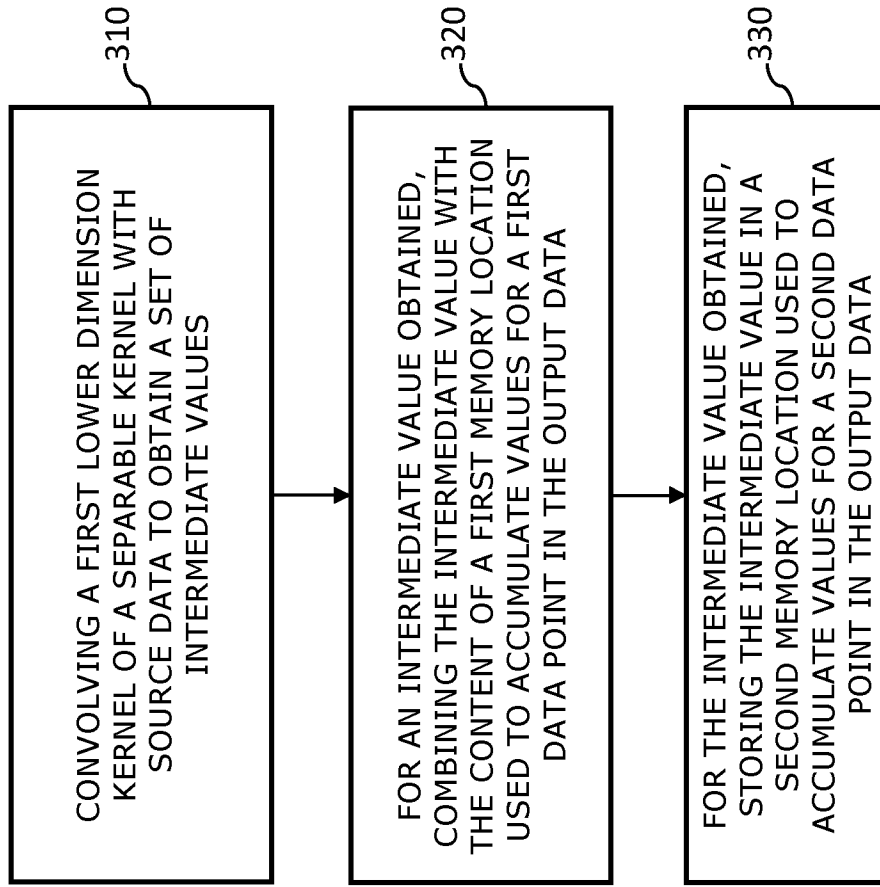 CONVOLVING A FIRST LOWER DIMENSION
KERNEL OF A SEPARABLE KERNEL WITH
SOURCE DATA TO OBTAIN A SET OF
INTERMEDIATE VALUES
310
FOR AN INTERMEDIATE VALUE OBTAINED,
COMBINING THE INTERMEDIATE VALUE WITH
THE CONTENT OF A FIRST MEMORY LOCATION
USED TO ACCUMULATE VALUES FOR A FIRST
DATA POINT IN THE OUTPUT DATA
320
FOR THE INTERMEDIATE VALUE OBTAINED,
STORING THE INTERMEDIATE VALUE IN A
SECOND MEMORY LOCATION USED TO
ACCUMULATE VALUES FOR A SECOND DATA
POINT IN THE OUTPUT DATA
330